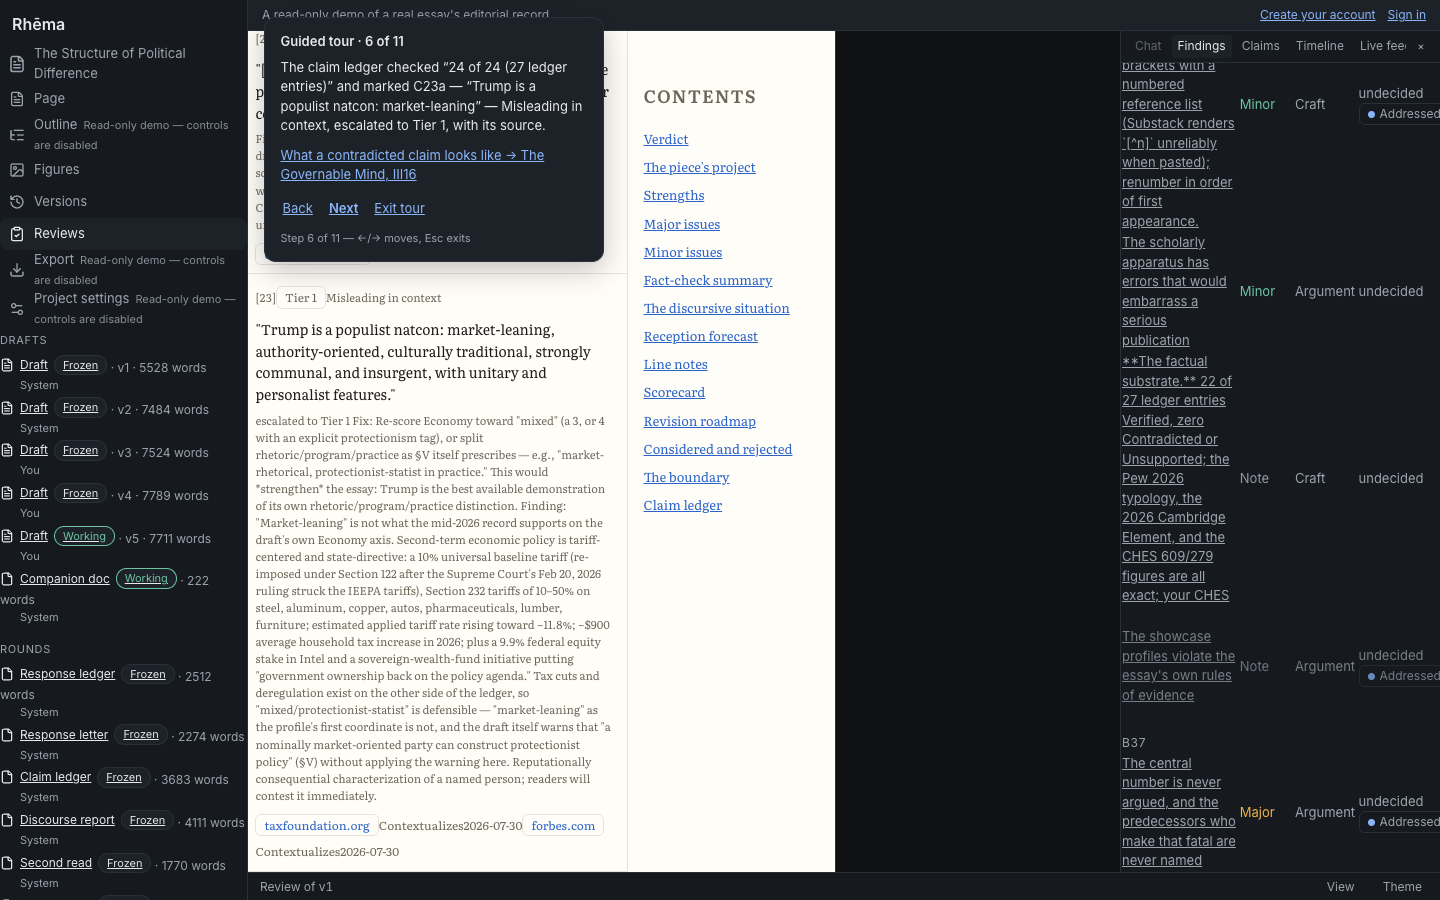 Rhēma
The Structure of Political
Difference
Page
Outline Read-only demo — controls
are disabled
Figures
Versions
Reviews
Export Read-only demo — controls
are disabled
Project settings Read-only demo —
controls are disabled
DRAFTS
Draft Frozen · v1 · 5528 words
System
Draft Frozen · v2 · 7484 words
System
Draft Frozen · v3 · 7524 words
You
Draft Frozen · v4 · 7789 words
You
Draft Working · v5 · 7711 words
You
Companion doc Working · 222
words
System
ROUNDS
Response ledger Frozen · 2512
words
System
Response letter Frozen · 2274 words
System
Claim ledger Frozen · 3683 words
System
Discourse report Frozen · 4111 words
System
Second read Frozen · 1770 words
System
A read-only demo of a real essay's editorial record
Create your account Sign in
Guided tour · 6 of 11
The claim ledger checked “24 of 24 (27 ledger
entries)” and marked C23a — “Trump is a
populist natcon: market-leaning” — Misleading in
context, escalated to Tier 1, with its source.
What a contradicted claim looks like → The
Governable Mind, III16
Back Next Exit tour
Step 6 of 11 — ←/→ moves, Esc exits
[23] Tier 1 Misleading in context
"Trump is a populist natcon: market-leaning,
authority-oriented, culturally traditional, strongly
communal, and insurgent, with unitary and
personalist features."
escalated to Tier 1 Fix: Re-score Economy toward "mixed" (a 3, or 4
with an explicit protectionism tag), or split
rhetoric/program/practice as §V itself prescribes — e.g., "market-
rhetorical, protectionist-statist in practice." This would
*strengthen* the essay: Trump is the best available demonstration
of its own rhetoric/program/practice distinction. Finding:
"Market-leaning" is not what the mid-2026 record supports on the
draft's own Economy axis. Second-term economic policy is tariff-
centered and state-directive: a 10% universal baseline tariff (re-
imposed under Section 122 after the Supreme Court's Feb 20, 2026
ruling struck the IEEPA tariffs), Section 232 tariffs of 10–50% on
steel, aluminum, copper, autos, pharmaceuticals, lumber,
furniture; estimated applied tariff rate rising toward ~11.8%; ~$900
average household tax increase in 2026; plus a 9.9% federal equity
stake in Intel and a sovereign-wealth-fund initiative putting
"government ownership back on the policy agenda." Tax cuts and
deregulation exist on the other side of the ledger, so
"mixed/protectionist-statist" is defensible — "market-leaning" as
the profile's first coordinate is not, and the draft itself warns that "a
nominally market-oriented party can construct protectionist
policy" (§V) without applying the warning here. Reputationally
consequential characterization of a named person; readers will
contest it immediately.
taxfoundation.org Contextualizes2026-07-30 forbes.com
Contextualizes2026-07-30
CONTENTS
Verdict
The piece's project
Strengths
Major issues
Minor issues
Fact-check summary
The discursive situation
Reception forecast
Line notes
Scorecard
Revision roadmap
Considered and rejected
The boundary
Claim ledger
Chat Findings Claims Timeline Live feed ×
brackets with a
numbered
reference list
(Substack renders
`[^n]` unreliably
when pasted);
renumber in order
of first
appearance.
Minor Craft undecided
Addressed
The scholarly
apparatus has
errors that would
embarrass a
serious
publication
Minor Argument undecided
**The factual
substrate.** 22 of
27 ledger entries
Verified, zero
Contradicted or
Unsupported; the
Pew 2026
typology, the
2026 Cambridge
Element, and the
CHES 609/279
figures are all
exact; your CHES
Note Craft undecided
The showcase
profiles violate the
essay's own rules
of evidence
Note Argument undecided
Addressed
B37
The central
number is never
argued, and the
predecessors who
make that fatal are
never named
Major Argument undecided
Addressed
Review of v1
View Theme